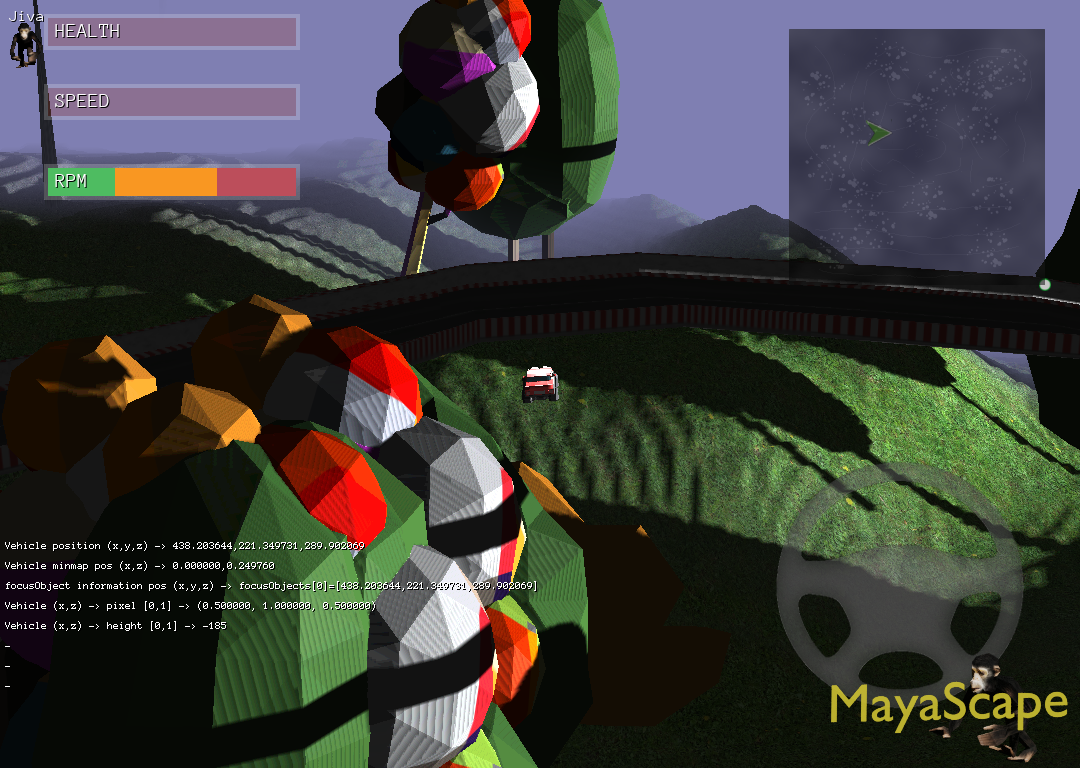 Jiva
HEALTH
SPEED
RPM
Vehicle position (x,y,z) -> 438.203644,221.349731,289.902069
Vehicle minmap pos (x,z) -> 0.000000,0.249760
focusObject information pos (x,y,z) -> focusObjects[0]=[438.203644,221.349731,289.902069]
Vehicle (x,z) -> pixel [0,1] -> (0.500000, 1.000000, 0.500000)
Vehicle (x,z) -> height [0,1] -> -185
-
-
-
MayaScape